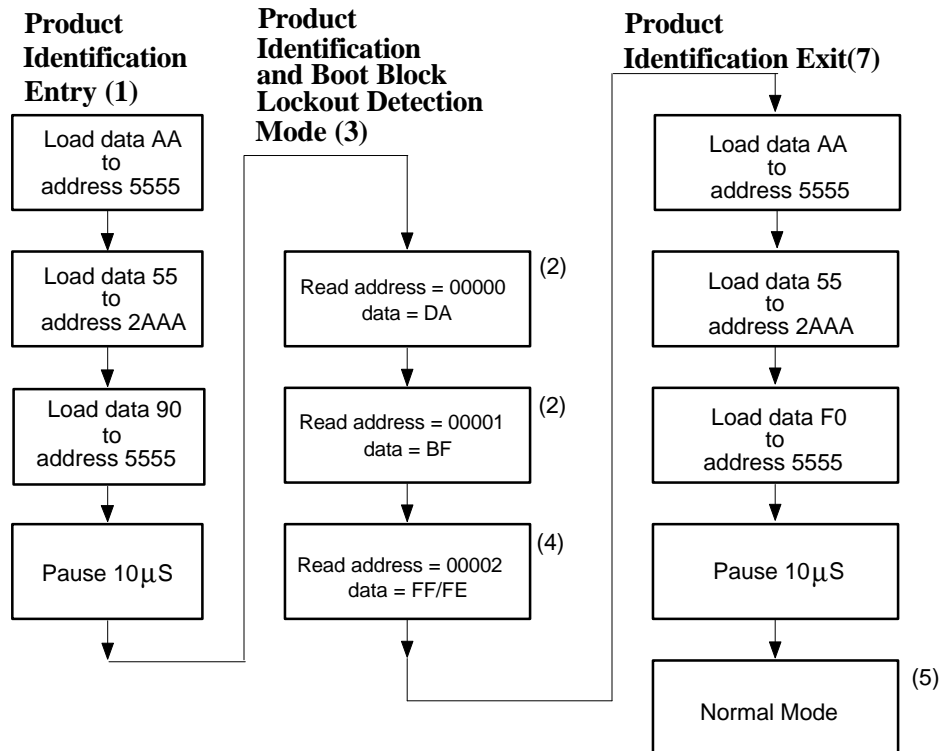 Product
Identification
Entry (1)
Load data AA
to
address 5555
Load data 55
to
address 2AAA
Load data 90
to
address 5555
Pause 10μS
Product
Identification
and Boot Block
Lockout Detection
Mode (3)
Read address = 00000
data = DA
(2)
Read address = 00001
data = BF
(2)
Read address = 00002
data = FF/FE
(4)
Product
Identification Exit(7)
Load data AA
to
address 5555
Load data 55
to
address 2AAA
Load data F0
to
address 5555
Pause 10μS
Normal Mode
(5)